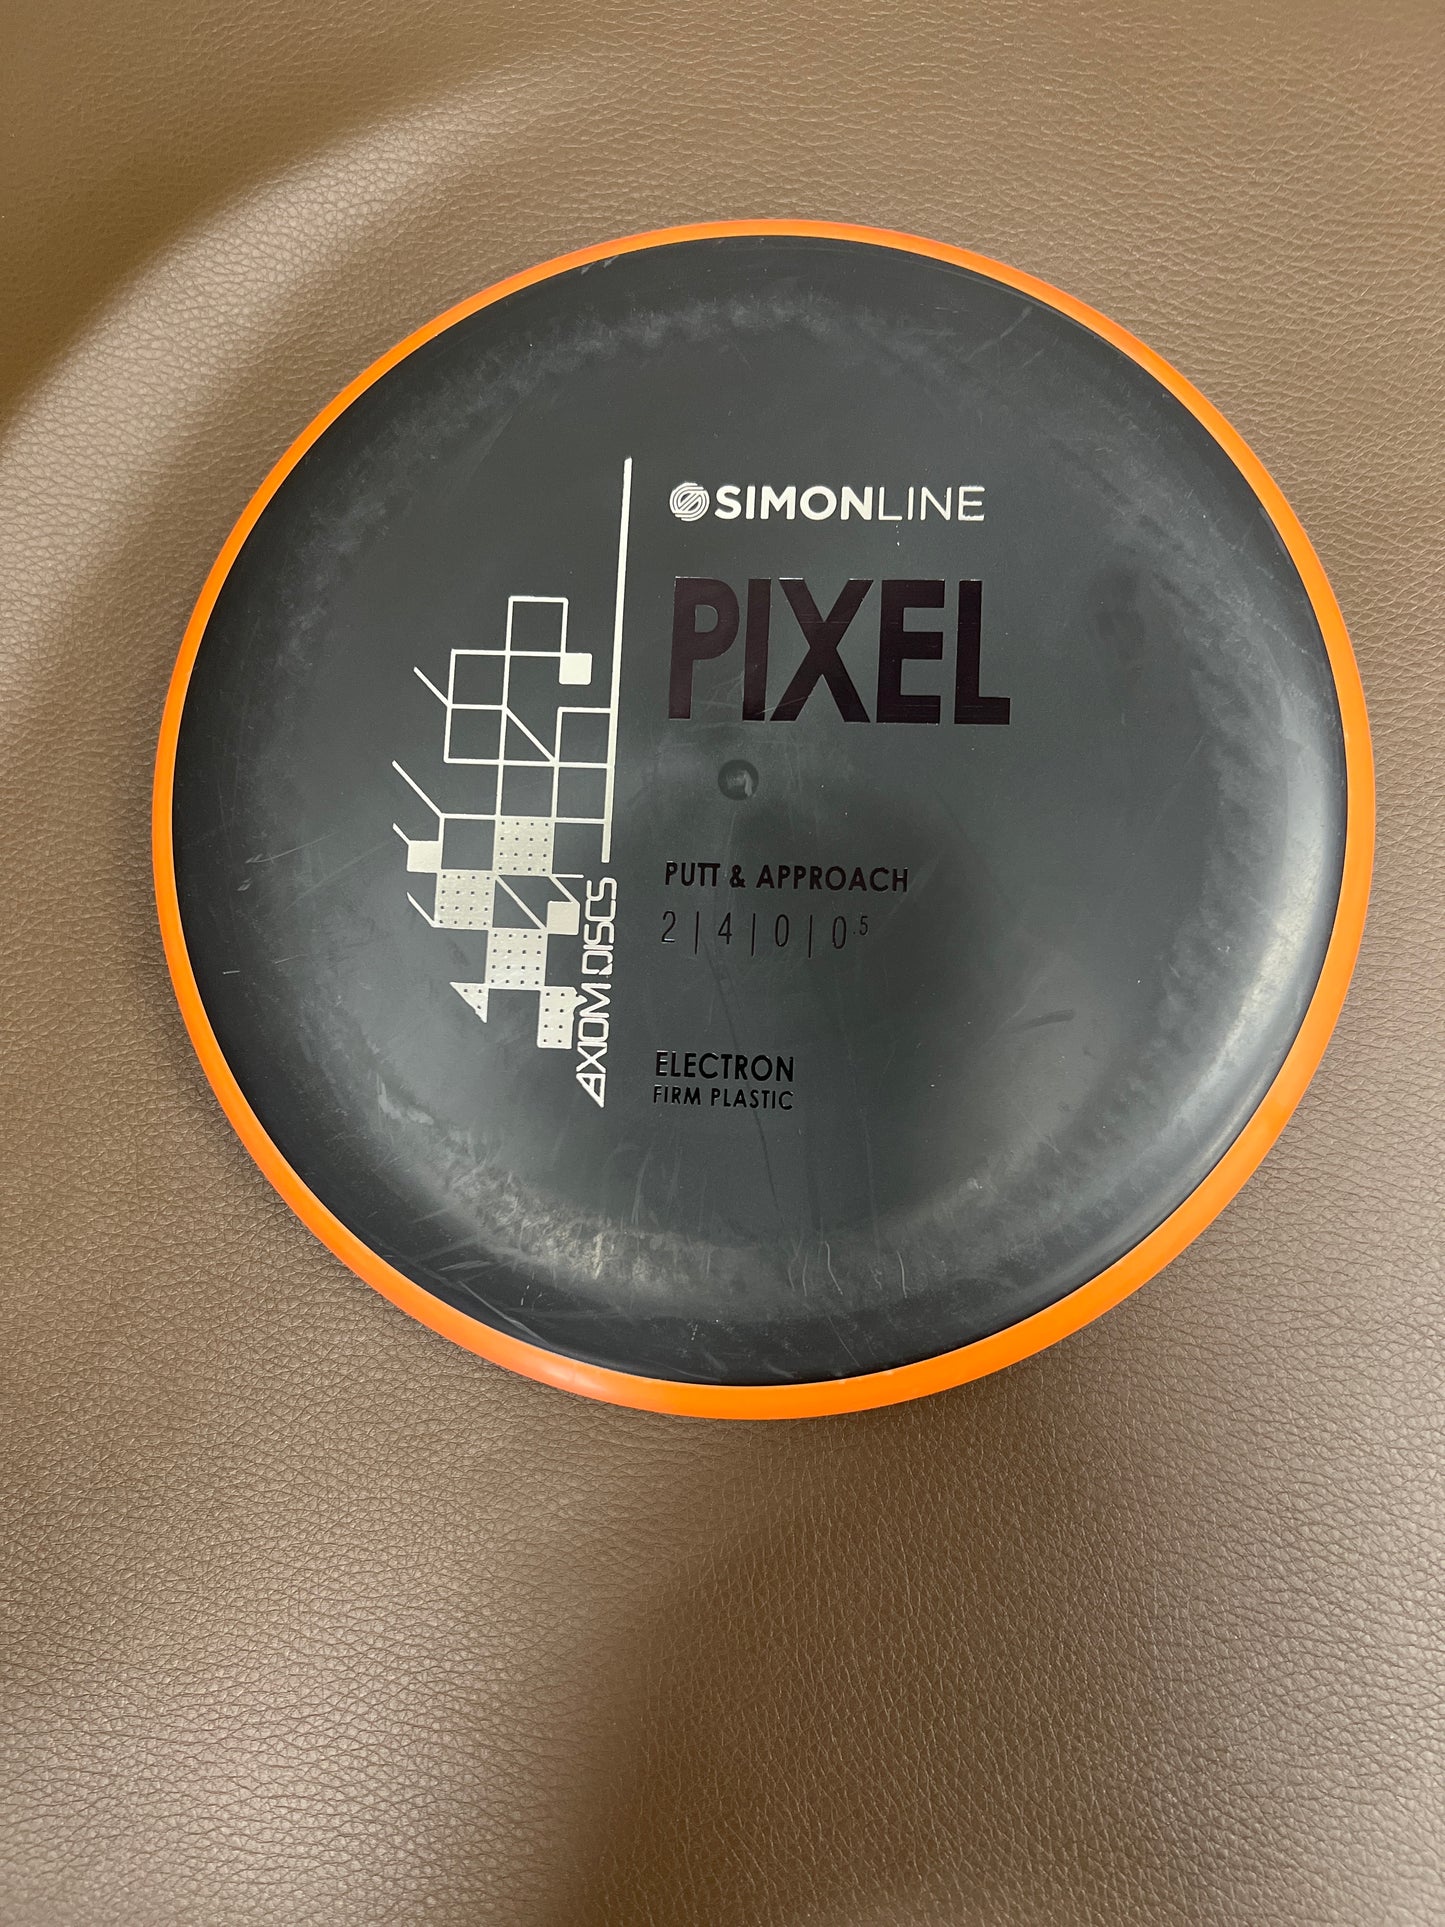 SIMONLINE
PIXEL
PUTT & APPROACH
2 | 4 | 0 | 0.5
ELECTRON
FIRM PLASTIC
AXIOM DISCS